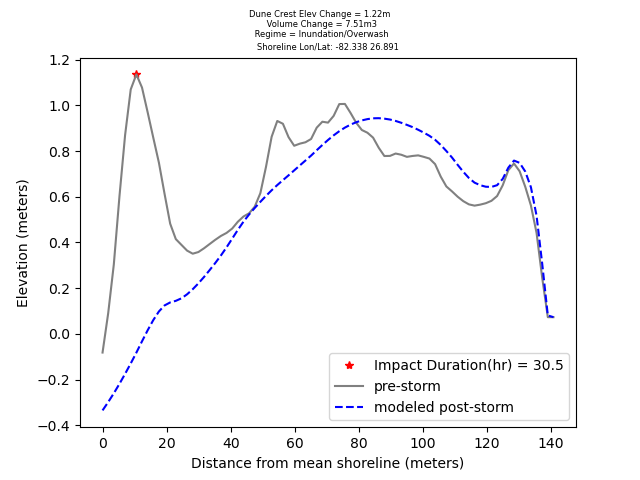 Dune Crest Elev Change = 1.22m
Volume Change = 7.51m3
Regime = Inundation/Overwash
Shoreline Lon/Lat: -82.338 26.891
1.2
1.0
0.8
0.6
0.4
0.2
0.0
−0.2
−0.4
Elevation (meters)
Impact Duration(hr) = 30.5
pre-storm
modeled post-storm
0 20 40 60 80 100 120 140
Distance from mean shoreline (meters)